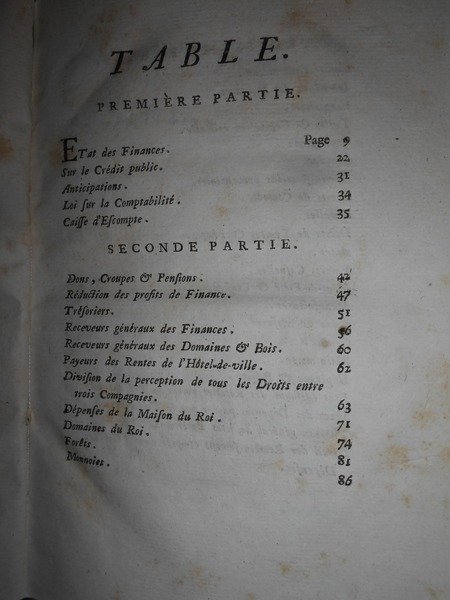 TABLE.
PREMIÈRE PARTIE.
ETat des Finances. Page 9
Sur le Crédit public. 22
Anticipations. 31
Loi ſur la Comptabilité. 34
Caiſſe d'Eſcompte. 35
SECONDE PARTIE.
Dons, Croupes & Penſions. 42
Réduction des profits de Finance. 47
Tréſoriers. 51
Receveurs généraux des Finances. 56
Receveurs généraux des Domaines & Bois. 60
Payeurs des Rentes de l'Hôtel-de-ville. 62
Diviſion de la perception de tous les Droits entre
trois Compagnies. 63
Dépenſes de la Maiſon du Roi. 71
Domaines du Roi. 74
Forêts. 81
Monnoies. 86